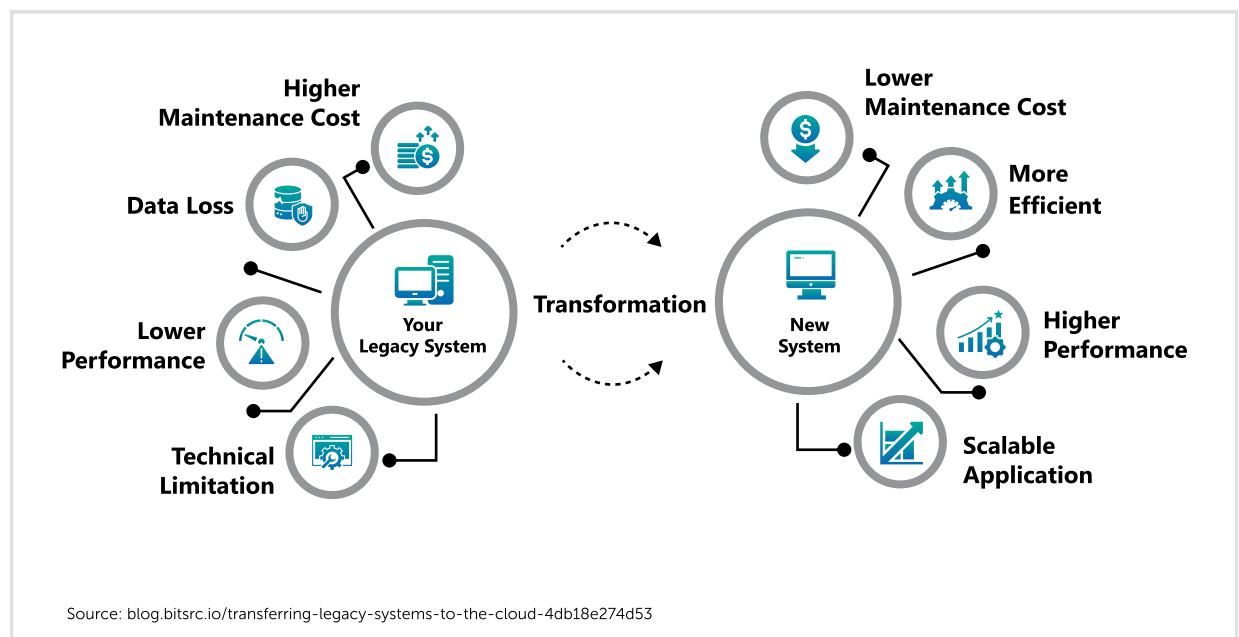 Higher
Maintenance Cost
Data Loss
Lower
Performance
Technical
Limitation
Your
Legacy System
Transformation
New
System
Lower
Maintenance Cost
More
Efficient
Higher
Performance
Scalable
Application
Source: blog.bitsrc.io/transferring-legacy-systems-to-the-cloud-4db18e274d53